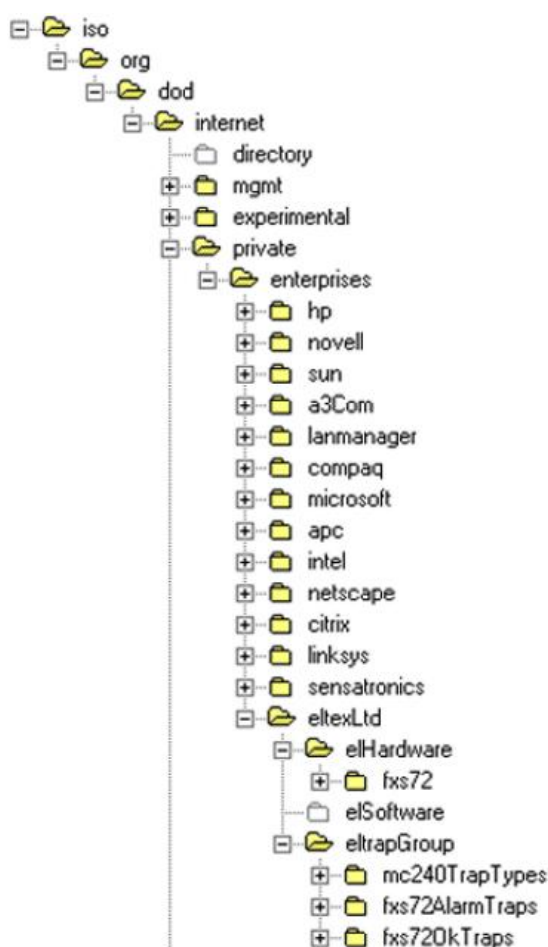 iso
org
dod
internet
directory
mgmt
experimental
private
enterprises
hp
novell
sun
a3Com
lanmanager
compaq
microsoft
apc
intel
netscape
citrix
linksys
sensatronics
eltexLtd
elHardware
fxs72
elSoftware
eltrapGroup
mc240TrapTypes
fxs72AlarmTraps
fxs72OkTraps